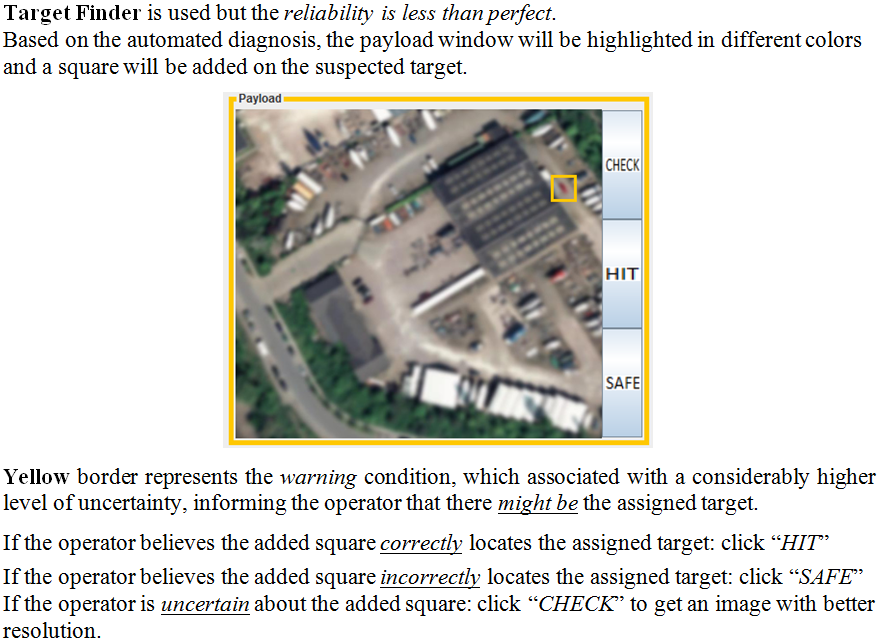 Target Finder is used but the reliability is less than perfect.
Based on the automated diagnosis, the payload window will be highlighted in different colors
and a square will be added on the suspected target.
Payload
CHECK
HIT
SAFE
Yellow border represents the warning condition, which associated with a considerably higher
level of uncertainty, informing the operator that there might be the assigned target.
If the operator believes the added square correctly locates the assigned target: click “HIT”
If the operator believes the added square incorrectly locates the assigned target: click “SAFE”
If the operator is uncertain about the added square: click “CHECK” to get an image with better
resolution.